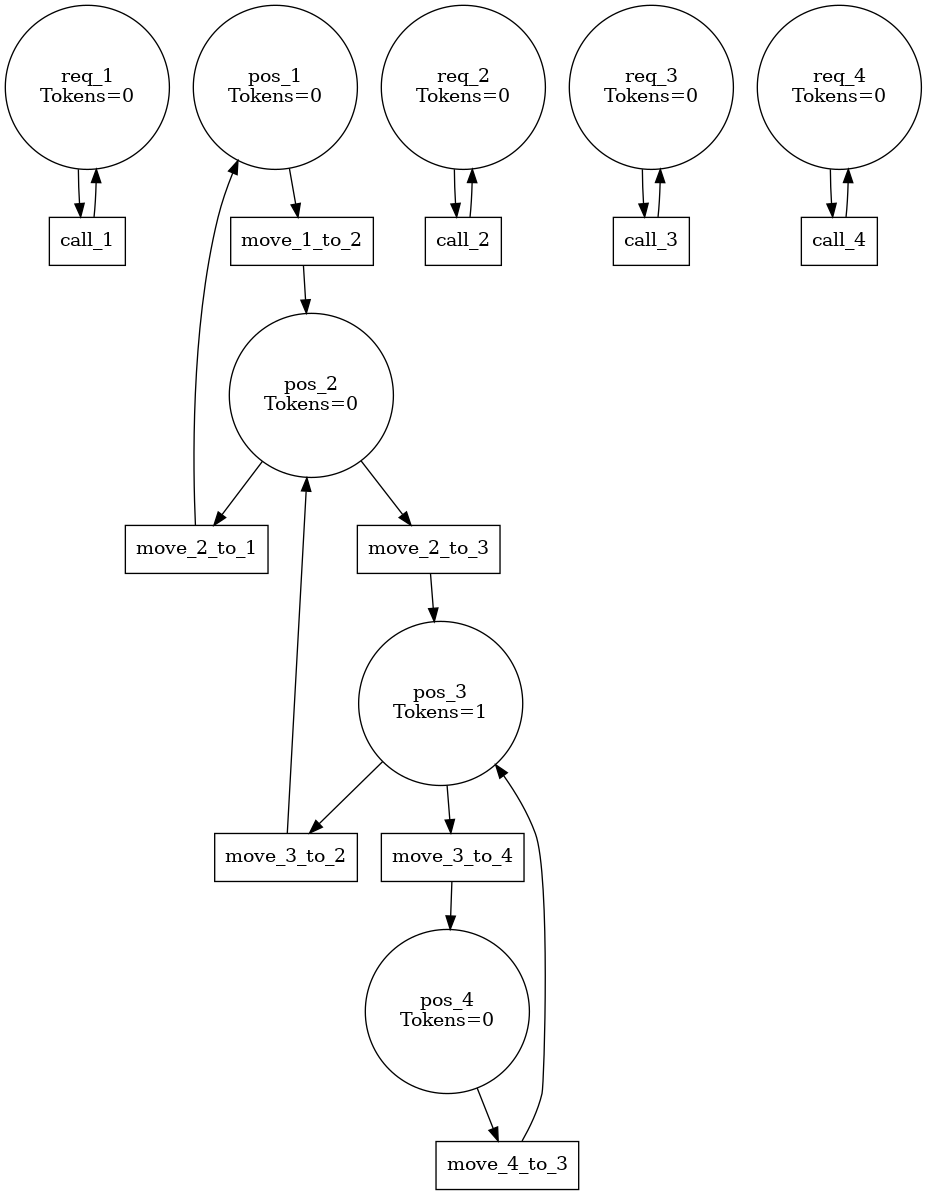 req_1
Tokens=0
pos_1
Tokens=0
req_2
Tokens=0
req_3
Tokens=0
req_4
Tokens=0
call_1
move_1_to_2
call_2
call_3
call_4
pos_2
Tokens=0
move_2_to_1
move_2_to_3
pos_3
Tokens=1
move_3_to_2
move_3_to_4
pos_4
Tokens=0
move_4_to_3